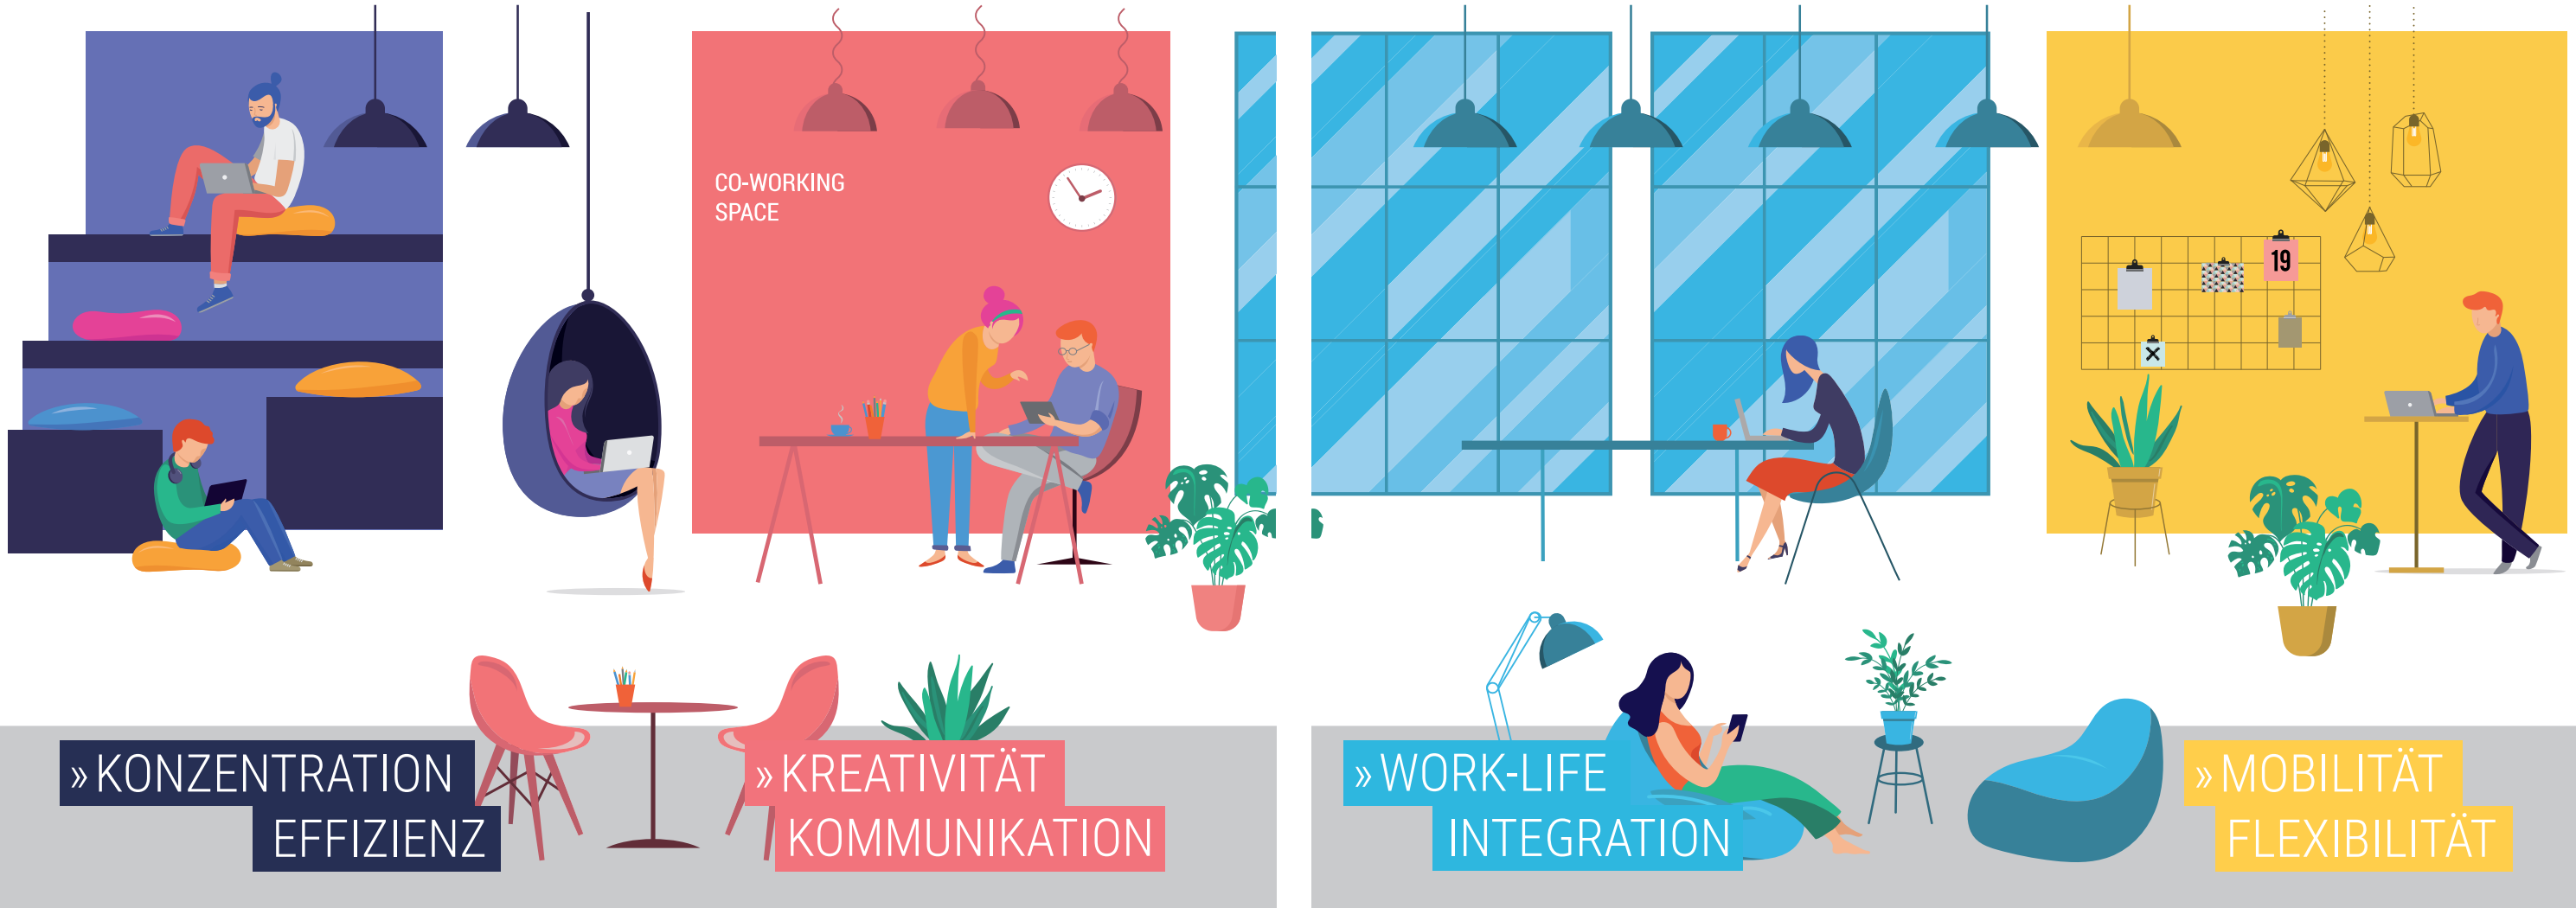 CO-WORKING
SPACE
19
» KONZENTRATION
EFFIZIENZ
» KREATIVITÄT
KOMMUNIKATION
» WORK-LIFE
INTEGRATION
» MOBILITÄT
FLEXIBILITÄT